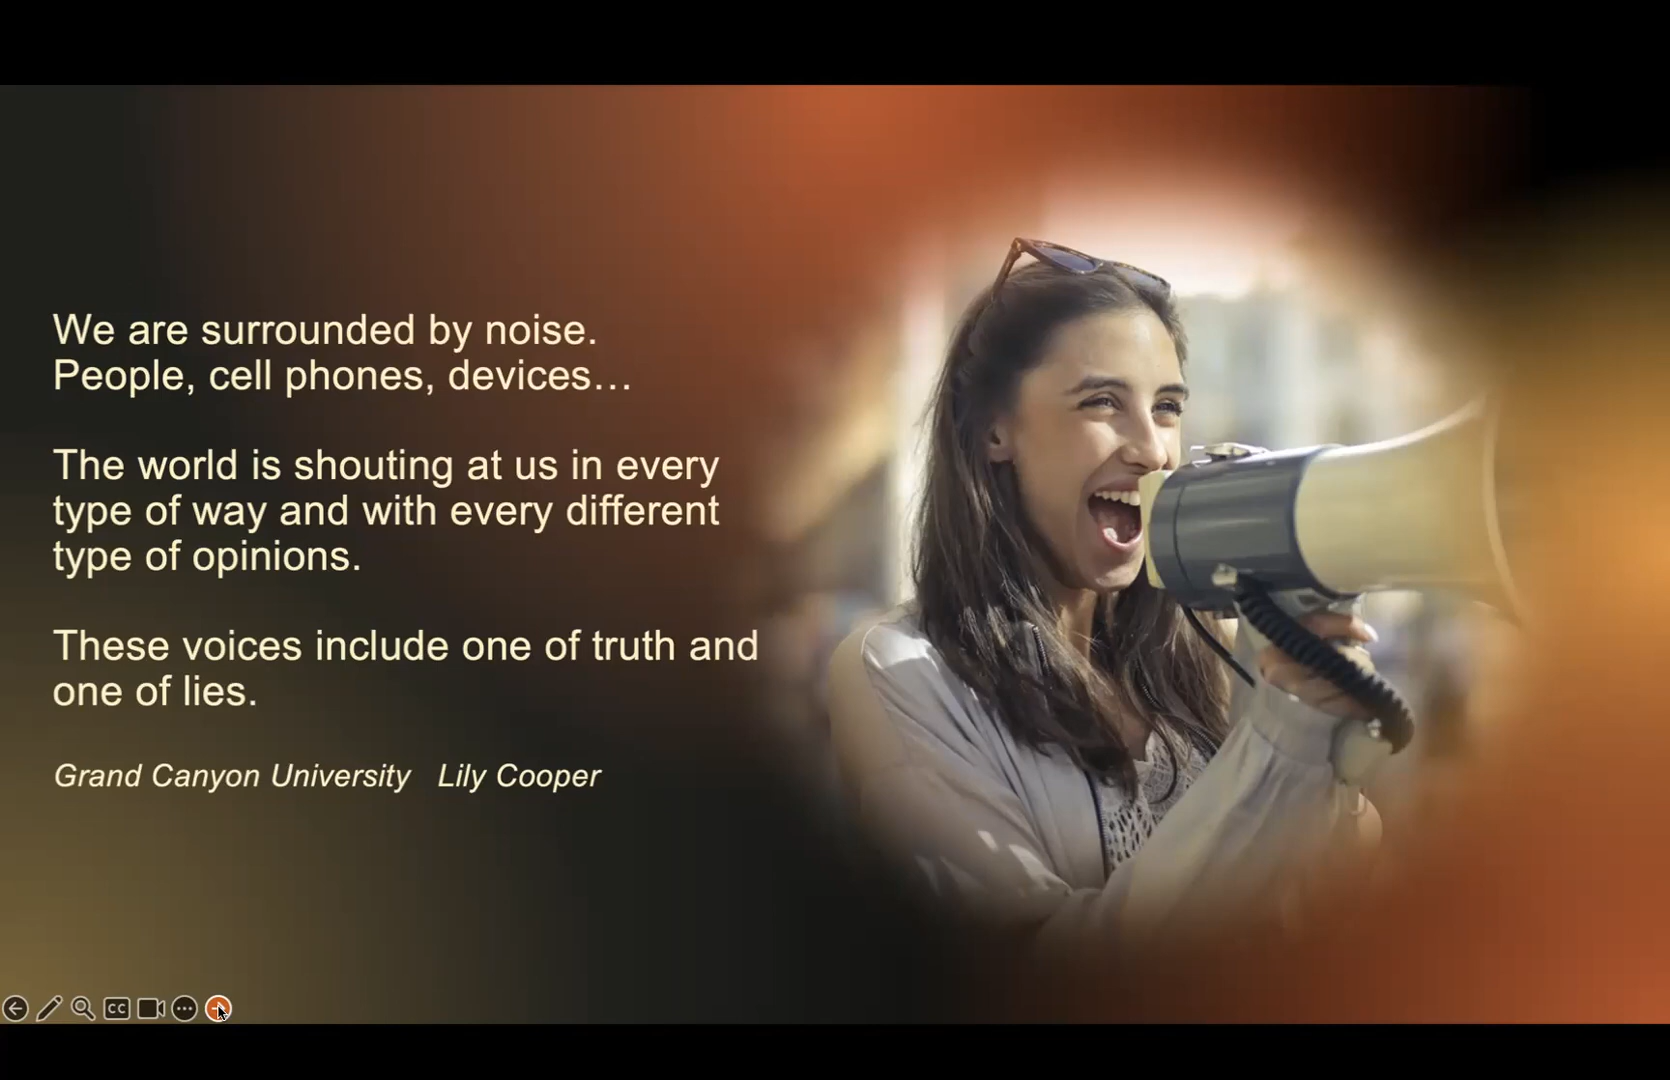 We are surrounded by noise.
People, cell phones, devices…
The world is shouting at us in every
type of way and with every different
type of opinions.
These voices include one of truth and
one of lies.
Grand Canyon University Lily Cooper
CC